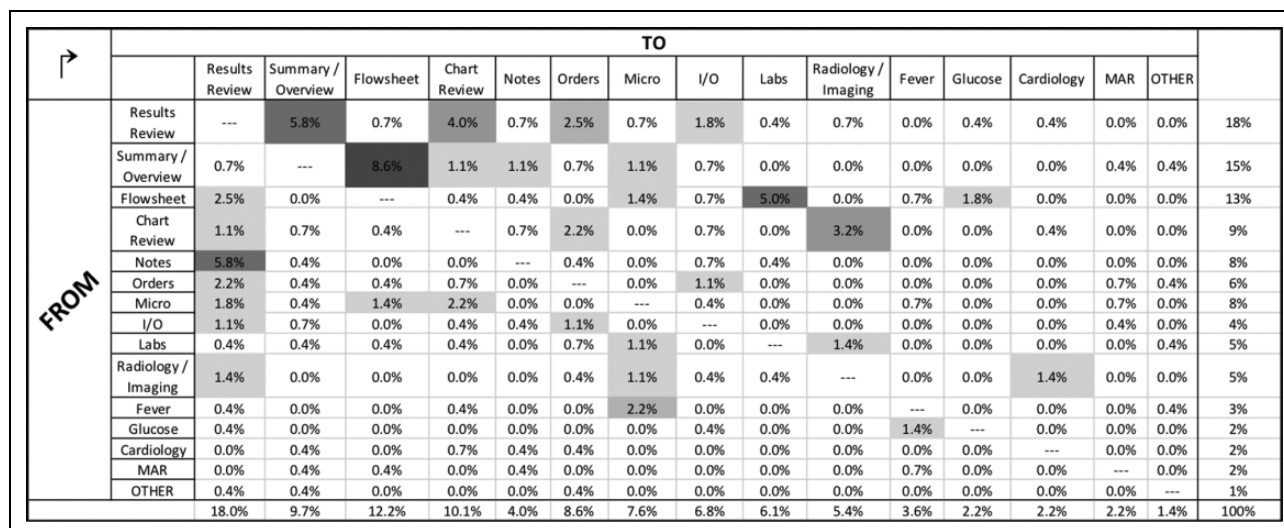 TO
Results Review Summary / Overview Flowsheet Chart Review Notes Orders Micro I/O Labs Radiology / Imaging Fever Glucose Cardiology MAR OTHER
FROM
Results Review --- 5.8% 0.7% 4.0% 0.7% 2.5% 0.7% 1.8% 0.4% 0.7% 0.0% 0.4% 0.4% 0.0% 0.0% 18%
Summary / Overview 0.7% --- 8.6% 1.1% 1.1% 0.7% 1.1% 0.7% 0.0% 0.0% 0.0% 0.0% 0.0% 0.4% 0.4% 15%
Flowsheet 2.5% 0.0% --- 0.4% 0.4% 0.0% 1.4% 0.7% 5.0% 0.0% 0.7% 1.8% 0.0% 0.0% 0.0% 13%
Chart Review 1.1% 0.7% 0.4% --- 0.7% 2.2% 0.0% 0.7% 0.0% 3.2% 0.0% 0.0% 0.4% 0.0% 0.0% 9%
Notes 5.8% 0.4% 0.0% 0.0% --- 0.4% 0.0% 0.7% 0.4% 0.0% 0.0% 0.0% 0.0% 0.0% 0.0% 8%
Orders 2.2% 0.4% 0.4% 0.7% 0.0% --- 0.0% 1.1% 0.0% 0.0% 0.0% 0.0% 0.0% 0.7% 0.4% 6%
Micro 1.8% 0.4% 1.4% 2.2% 0.0% 0.0% --- 0.4% 0.0% 0.0% 0.7% 0.0% 0.0% 0.7% 0.0% 8%
I/O 1.1% 0.7% 0.0% 0.4% 0.4% 1.1% 0.0% --- 0.0% 0.0% 0.0% 0.0% 0.0% 0.4% 0.0% 4%
Labs 0.4% 0.4% 0.4% 0.4% 0.0% 0.7% 1.1% 0.0% --- 1.4% 0.0% 0.0% 0.0% 0.0% 0.4% 5%
Radiology / Imaging 1.4% 0.0% 0.0% 0.0% 0.0% 0.4% 1.1% 0.4% 0.4% --- 0.0% 0.0% 1.4% 0.0% 0.0% 5%
Fever 0.4% 0.0% 0.0% 0.4% 0.0% 0.0% 2.2% 0.0% 0.0% 0.0% --- 0.0% 0.0% 0.0% 0.4% 3%
Glucose 0.4% 0.0% 0.0% 0.0% 0.0% 0.0% 0.0% 0.4% 0.0% 0.0% 1.4% --- 0.0% 0.0% 0.0% 2%
Cardiology 0.0% 0.4% 0.0% 0.7% 0.4% 0.4% 0.0% 0.0% 0.0% 0.0% 0.0% 0.0% --- 0.0% 0.0% 2%
MAR 0.0% 0.4% 0.4% 0.0% 0.4% 0.0% 0.0% 0.0% 0.0% 0.0% 0.7% 0.0% 0.0% --- 0.0% 2%
OTHER 0.4% 0.4% 0.0% 0.0% 0.0% 0.4% 0.0% 0.0% 0.0% 0.0% 0.0% 0.0% 0.0% 0.0% --- 1%
18.0% 9.7% 12.2% 10.1% 4.0% 8.6% 7.6% 6.8% 6.1% 5.4% 3.6% 2.2% 2.2% 2.2% 1.4% 100%